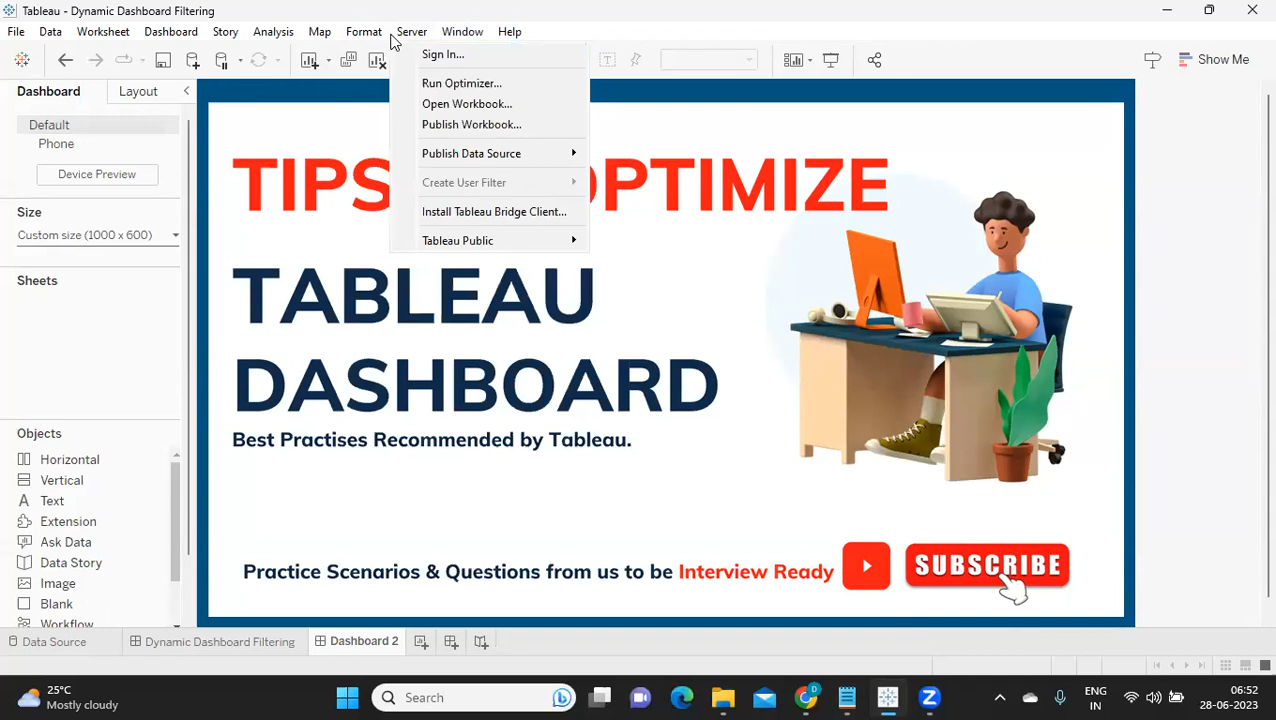 Tableau - Dynamic Dashboard Filtering
File Data Worksheet Dashboard Story Analysis Map Format Server Window Help
Sign In...
Run Optimizer...
Open Workbook...
Publish Workbook...
Publish Data Source
Create User Filter
Install Tableau Bridge Client...
Tableau Public
Show Me
Dashboard Layout
Default
Phone
Device Preview
Size
Custom size (1000 x 600)
Sheets
Objects
Horizontal
Vertical
Text
Extension
Ask Data
Data Story
Image
Blank
Workflow
TIPS OPTIMIZE
TABLEAU
DASHBOARD
Best Practises Recommended by Tableau.
Practice Scenarios & Questions from us to be Interview Ready
SUBSCRIBE
Data Source Dynamic Dashboard Filtering Dashboard 2
25°C
Mostly cloudy
Search
ENG
IN
06:52
28-06-2023